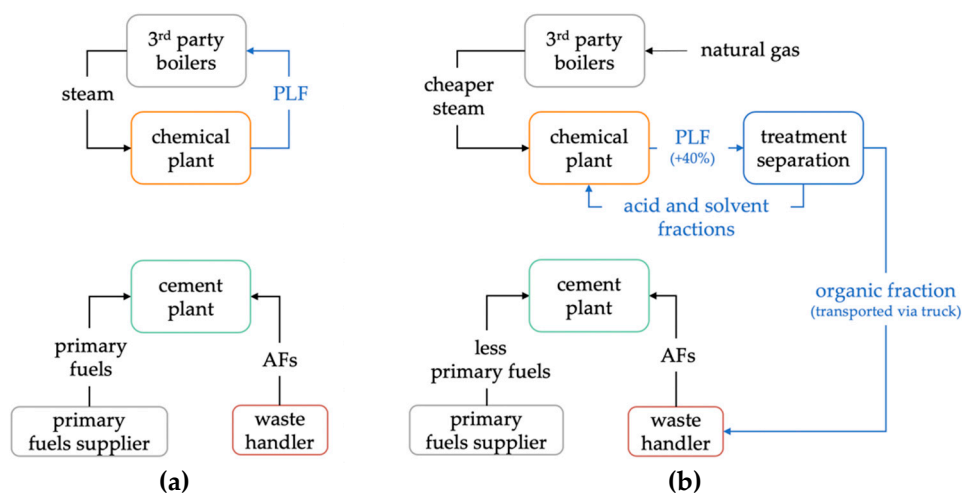 3rd party
boilers
steam
PLF
chemical
plant
cement
plant
primary
fuels
AFs
primary
fuels supplier
waste
handler
(a)
3rd party
boilers
natural gas
cheaper
steam
chemical
plant
PLF
(+40%)
treatment
separation
acid and solvent
fractions
cement
plant
organic fraction
(transported via truck)
less
primary fuels
AFs
primary
fuels supplier
waste
handler
(b)